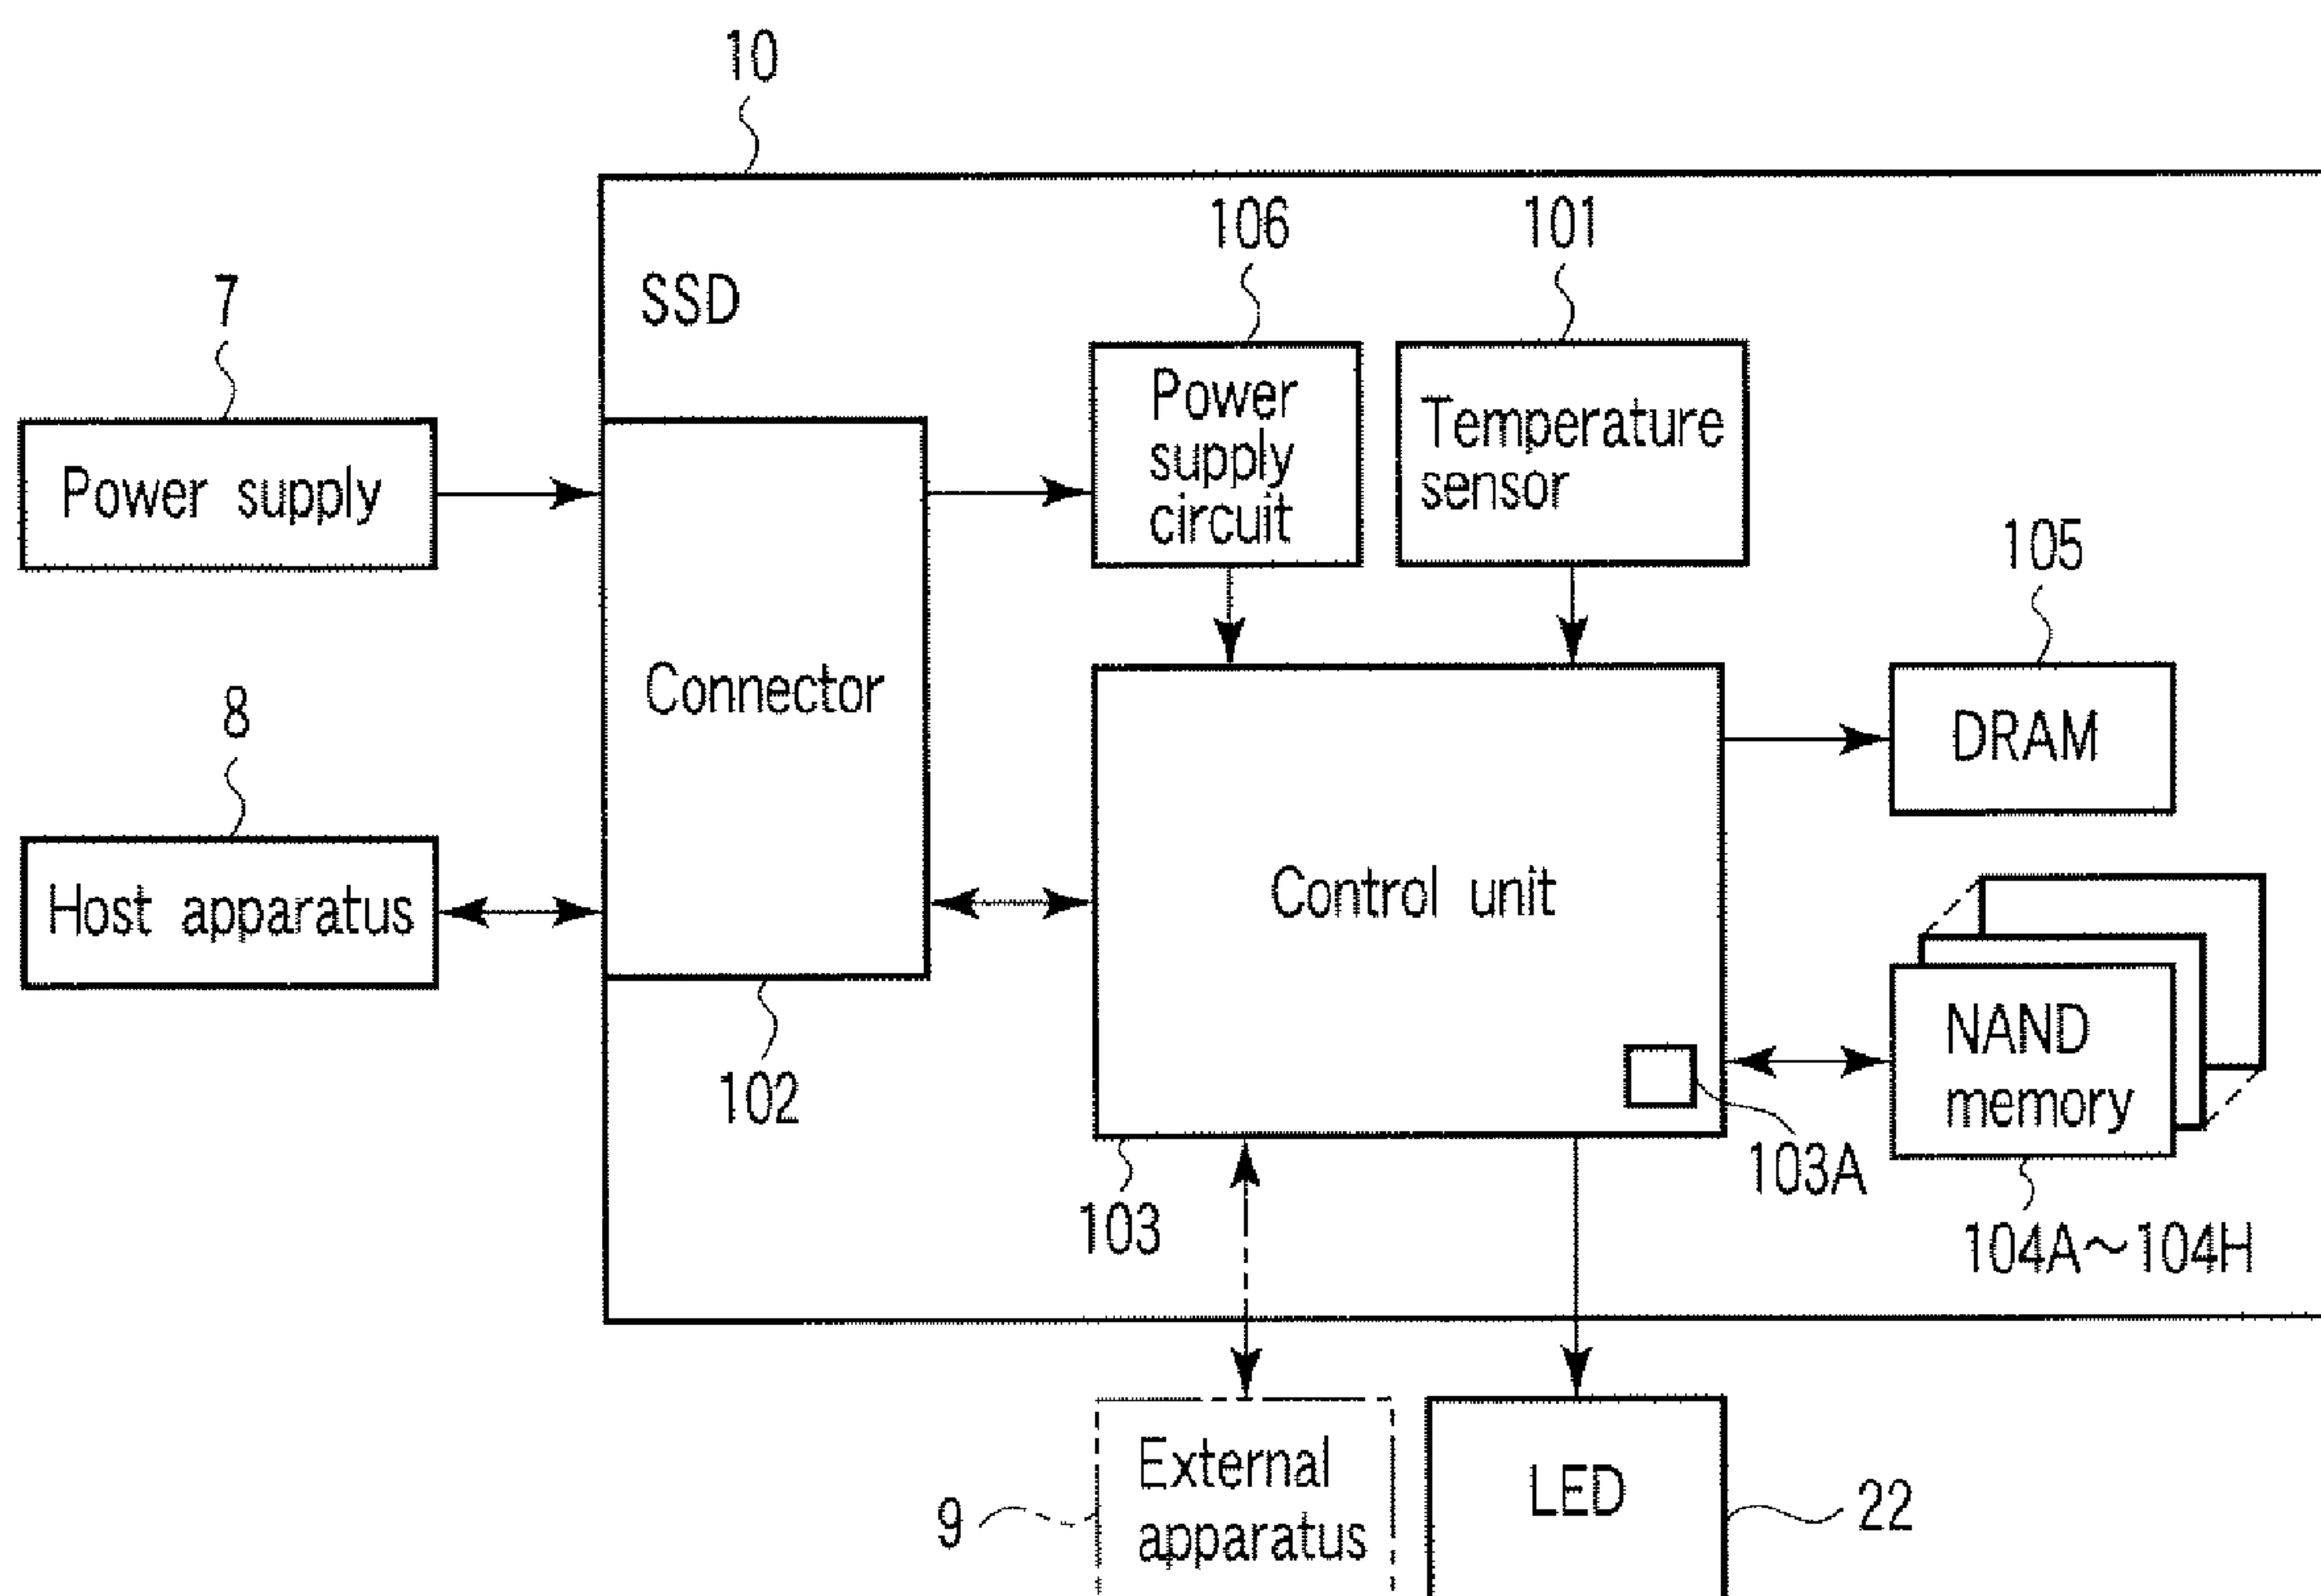 10
106
101
7
SSD
Power
supply
circuit
Temperature
sensor
Power supply
105
8
Connector
DRAM
Host apparatus
Control unit
NAND
memory
102
103A
103
104A~104H
External
apparatus
9
LED
22